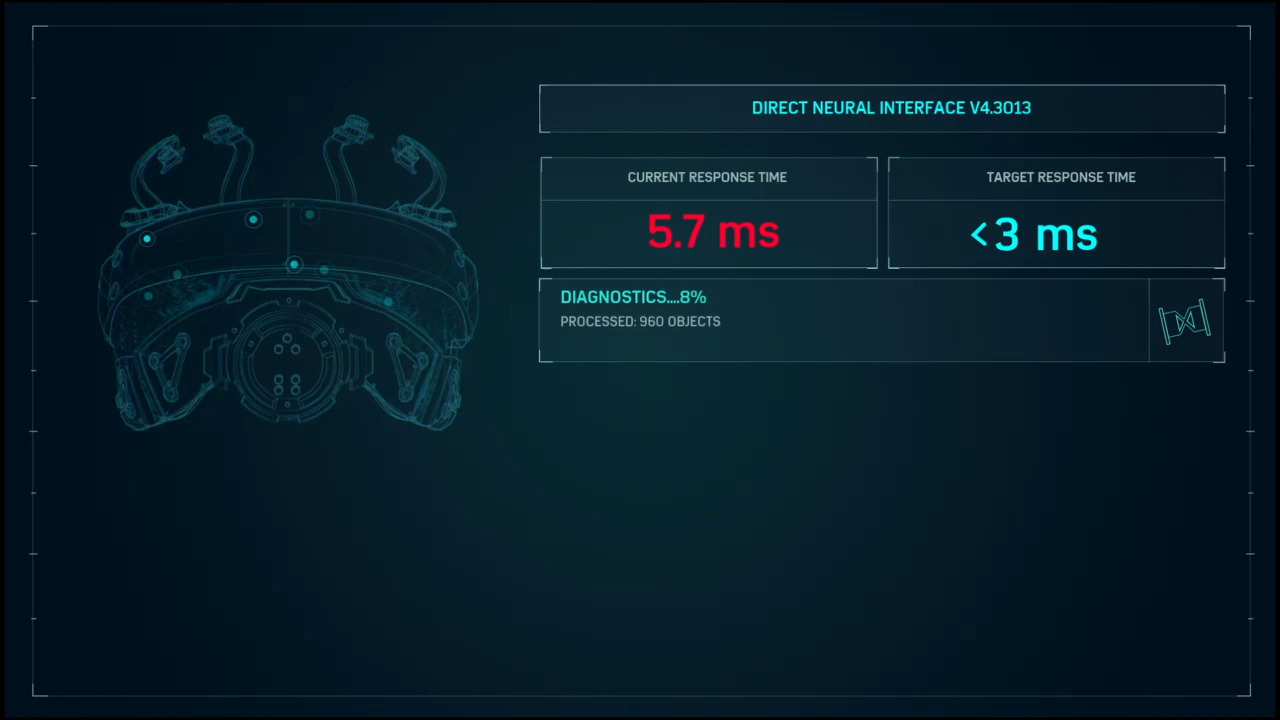 DIRECT NEURAL INTERFACE V4.3013
CURRENT RESPONSE TIME
5.7 ms
TARGET RESPONSE TIME
<3 ms
DIAGNOSTICS....8%
PROCESSED: 960 OBJECTS